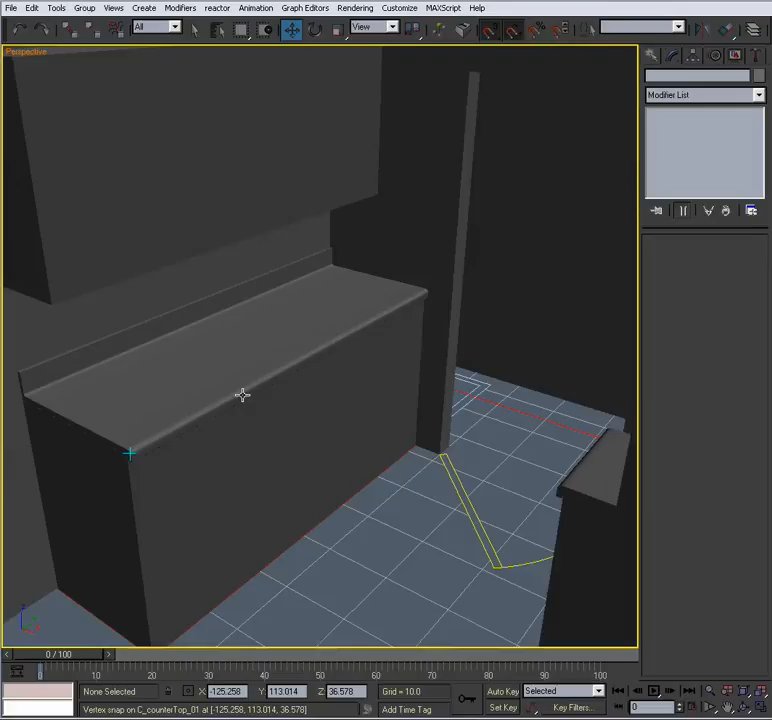 File Edit Tools Group Views Create Modifiers reactor Animation Graph Editors Rendering Customize MAXScript Help
All View
Perspective
Modifier List
0 / 100
0 10 20 30 40 50 60 70 80 90 100
None Selected X: -125.258 Y: 113.014 Z: 36.578 Grid = 10.0 Auto Key Selected
Vertex snap on C_counterTop_01 at [-125.258, 113.014, 36.578] Add Time Tag Set Key Key Filters... 0